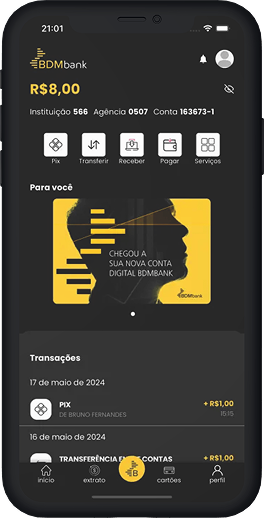 21:01
BDMbank
R$8,00
Instituição 566 Agência 0507 Conta 163673-1
Pix Transferir Receber Pagar Serviços
Para você
CHEGOU A
SUA NOVA CONTA
DIGITAL BDMBANK
BDMbank
Transações
17 de maio de 2024
PIX + R$1,00
DE BRUNO FERNANDES 15:15
16 de maio de 2024
TRANSFERÊNCIA CONTAS + R$1,00
início extrato B cartões perfil